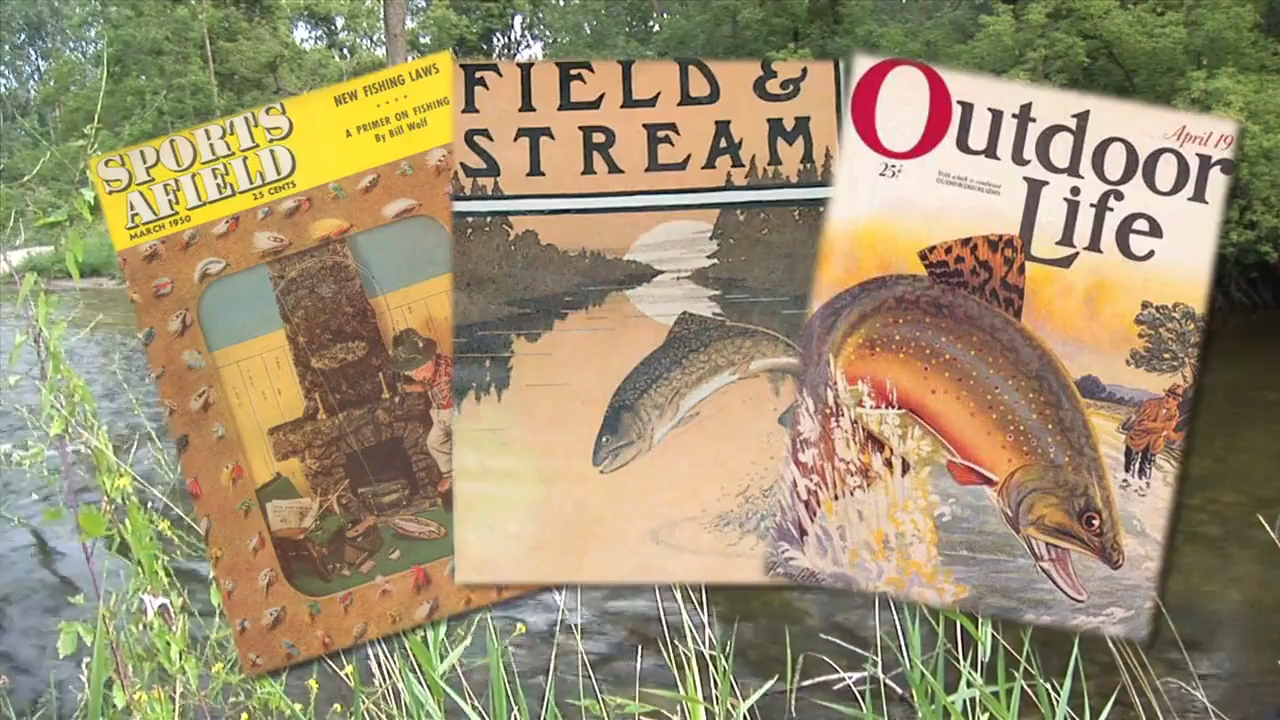 SPORTS
AFIELD
MARCH 1950
25 CENTS
NEW FISHING LAWS
A PRIMER ON FISHING
By Bill Wolf
FIELD &
STREAM
Outdoor
Life
April 19
25¢